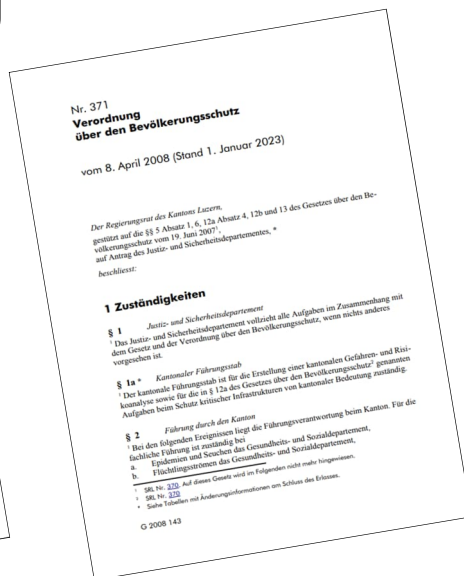 Nr. 371
Verordnung
über den Bevölkerungsschutz
vom 8. April 2008 (Stand 1. Januar 2023)
Der Regierungsrat des Kantons Luzern,
gestützt auf die §§ 5 Absatz 1, 6, 12a Absatz 4, 12b und 13 des Gesetzes über den Be-
völkerungsschutz vom 19. Juni 2007¹,
auf Antrag des Justiz- und Sicherheitsdepartementes, *
beschliesst:
1 Zuständigkeiten
§ 1 Justiz- und Sicherheitsdepartement
¹ Das Justiz- und Sicherheitsdepartement vollzieht alle Aufgaben im Zusammenhang mit
dem Gesetz und der Verordnung über den Bevölkerungsschutz, wenn nichts anderes
vorgesehen ist.
§ 1a * Kantonaler Führungsstab
¹ Der kantonale Führungsstab ist für die Erstellung einer kantonalen Gefahren- und Risi-
koanalyse sowie für die in § 12a des Gesetzes über den Bevölkerungsschutz² genannten
Aufgaben beim Schutz kritischer Infrastrukturen von kantonaler Bedeutung zuständig.
§ 2 Führung durch den Kanton
¹ Bei den folgenden Ereignissen liegt die Führungsverantwortung beim Kanton. Für die
fachliche Führung ist zuständig bei
a. Epidemien und Seuchen das Gesundheits- und Sozialdepartement,
b. Flüchtlingsströmen das Gesundheits- und Sozialdepartement,
¹ SRL Nr. 370. Auf dieses Gesetz wird im Folgenden nicht mehr hingewiesen.
² SRL Nr. 370
* Siehe Tabellen mit Änderungsinformationen am Schluss des Erlasses.
G 2008 143